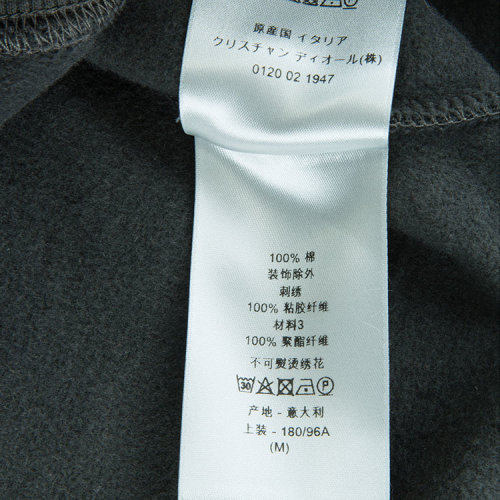 原産国 イタリア
クリスチャン ディオール(株)
0120 02 1947
100% 棉
装饰除外
刺绣
100% 粘胶纤维
材料3
100% 聚酯纤维
不可熨烫绣花
30
产地 - 意大利
上装 - 180/96A
(M)